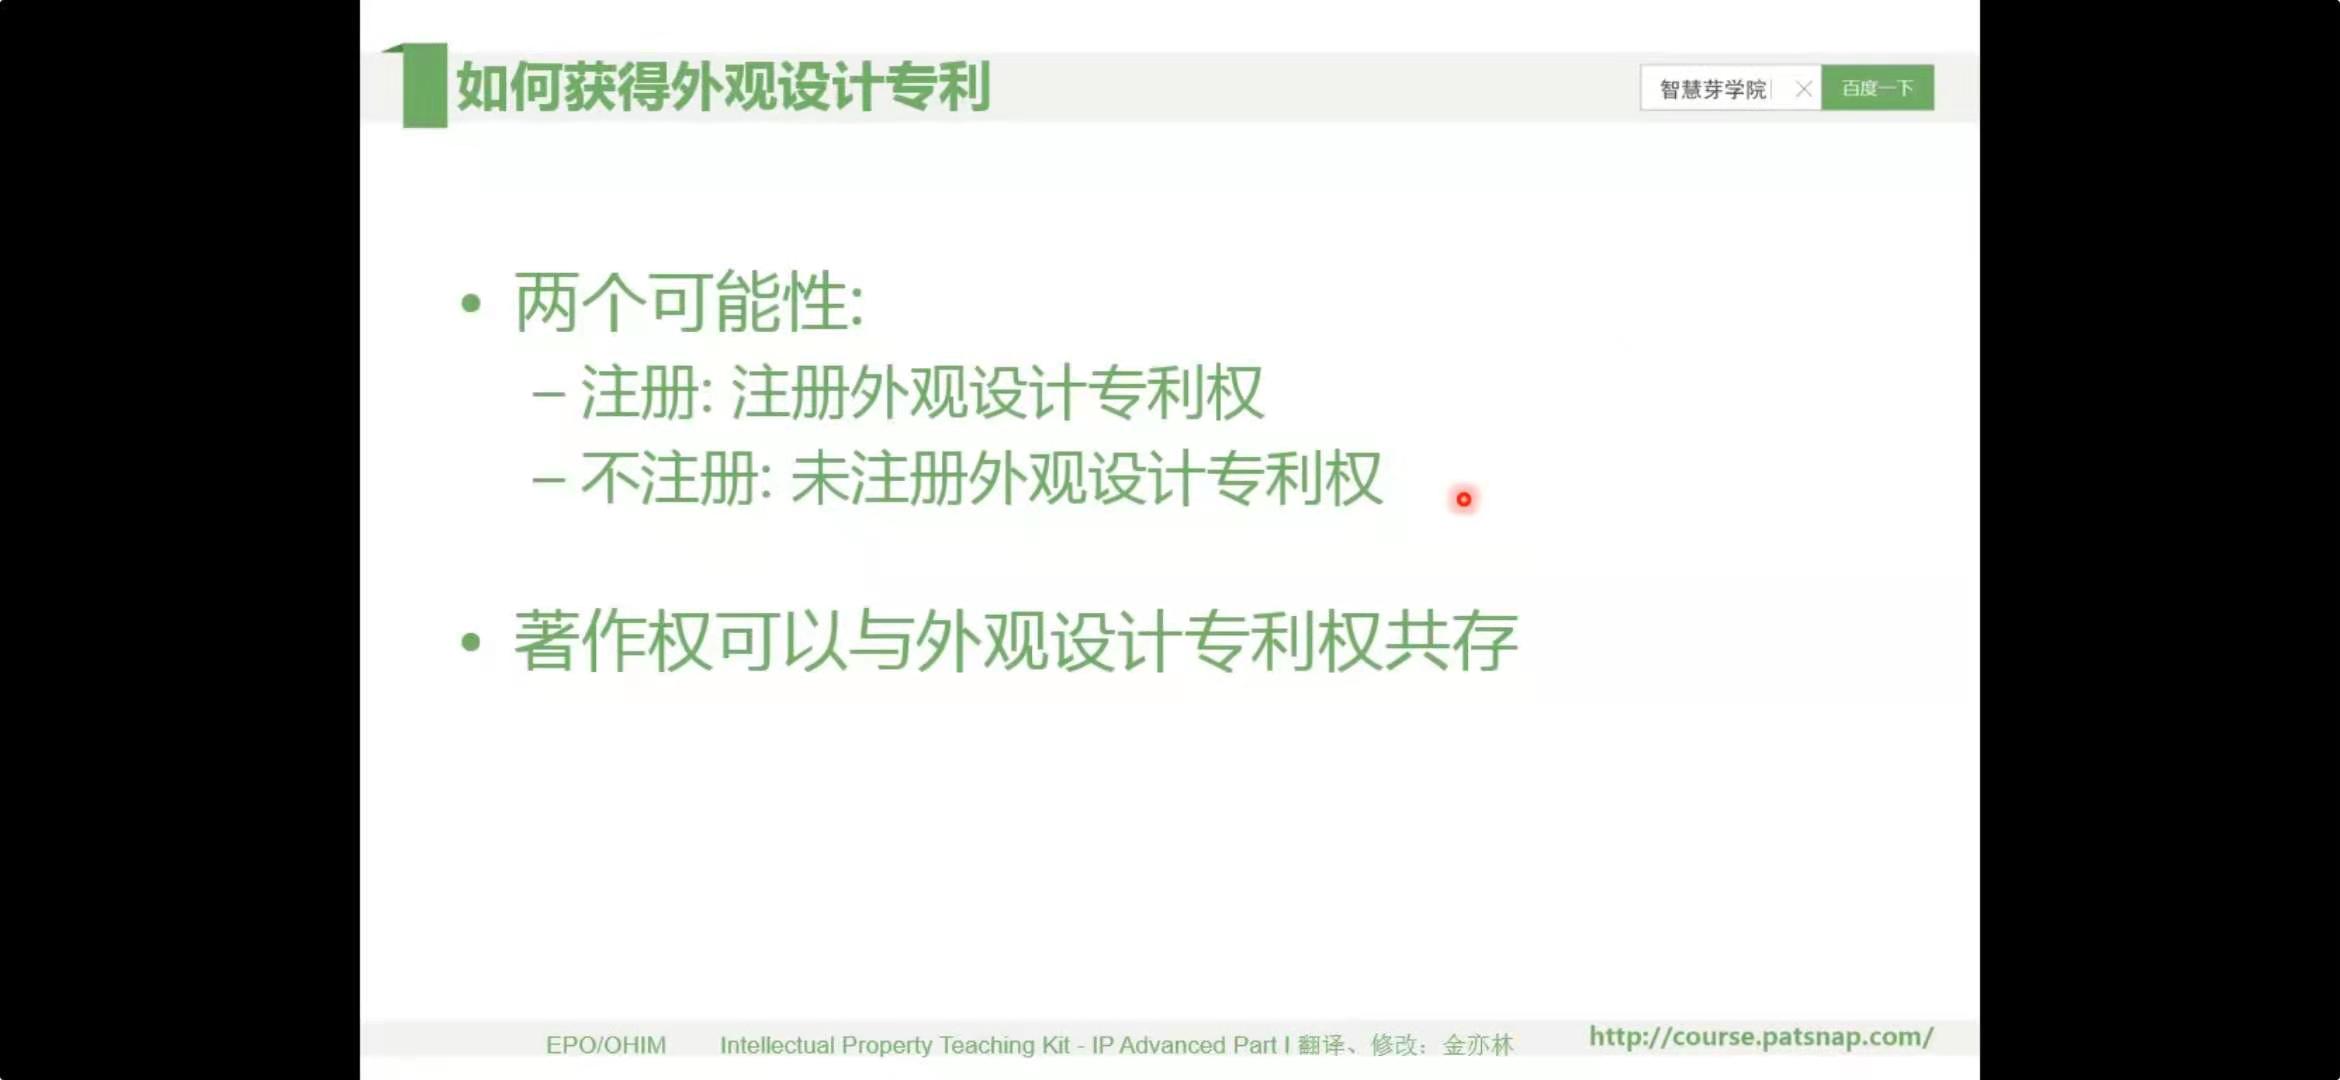 如何获得外观设计专利
智慧芽学院
百度一下
• 两个可能性:
– 注册: 注册外观设计专利权
– 不注册: 未注册外观设计专利权
• 著作权可以与外观设计专利权共存
EPO/OHIM Intellectual Property Teaching Kit - IP Advanced Part I 翻译、修改：金亦林
http://course.patsnap.com/